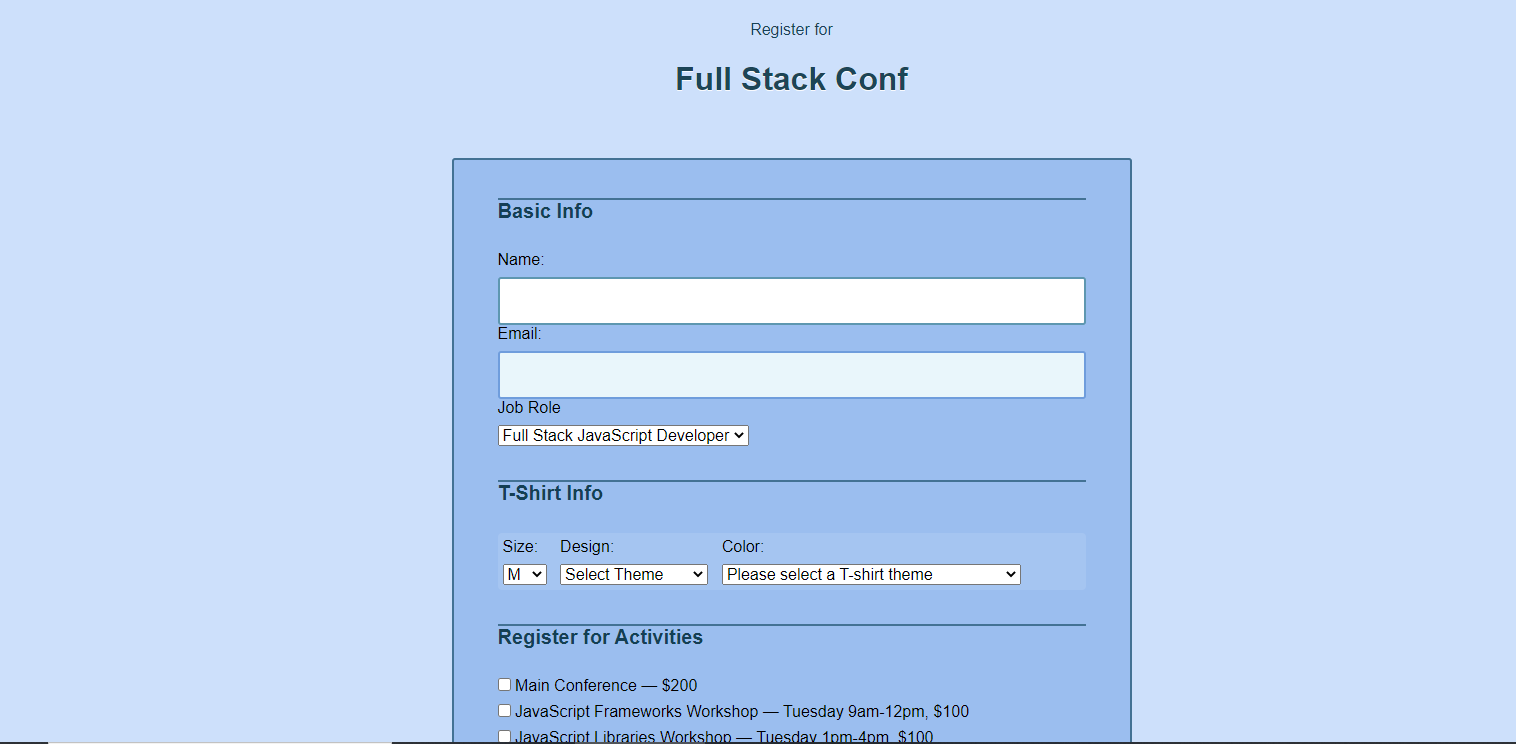 Register for
Full Stack Conf
Basic Info
Name:
Email:
Job Role
Full Stack JavaScript Developer
T-Shirt Info
Size: Design: Color:
M Select Theme Please select a T-shirt theme
Register for Activities
Main Conference — $200
JavaScript Frameworks Workshop — Tuesday 9am-12pm, $100
JavaScript Libraries Workshop — Tuesday 1pm-4pm, $100